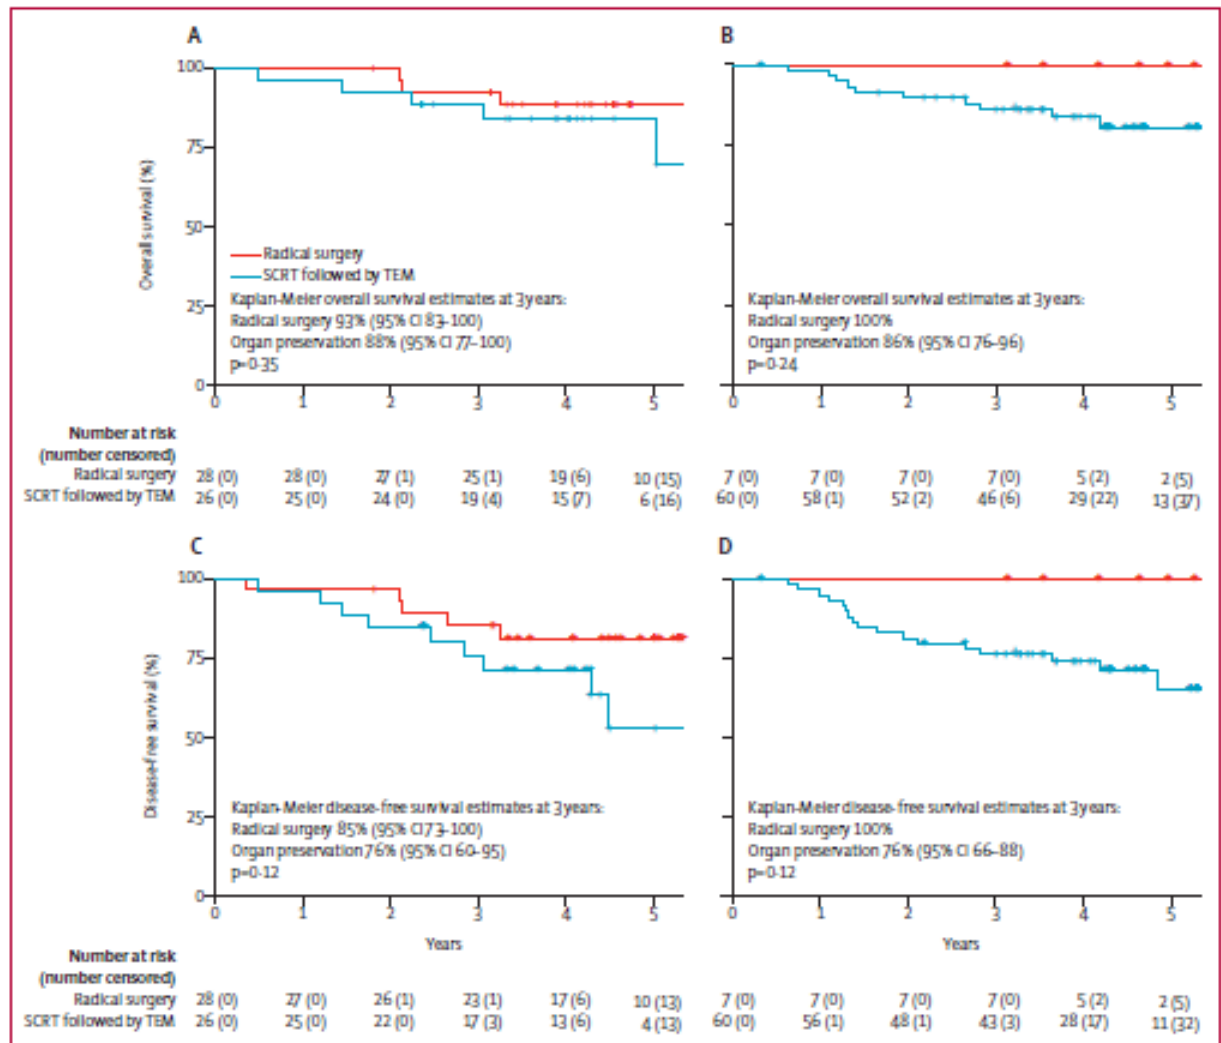 A
B
100
75
50
25
0
Overall survival (%)
Radical surgery
SCRT followed by TEM
Kaplan-Meier overall survival estimates at 3 years:
Radical surgery 93% (95% CI 83–100)
Organ preservation 88% (95% CI 77–100)
p=0·35
Kaplan-Meier overall survival estimates at 3 years:
Radical surgery 100%
Organ preservation 86% (95% CI 76–96)
p=0·24
0 1 2 3 4 5
0 1 2 3 4 5
Number at risk
(number censored)
Radical surgery 28 (0) 28 (0) 27 (1) 25 (1) 19 (6) 10 (15) 7 (0) 7 (0) 7 (0) 7 (0) 5 (2) 2 (5)
SCRT followed by TEM 26 (0) 25 (0) 24 (0) 19 (4) 15 (7) 6 (16) 60 (0) 58 (1) 52 (2) 46 (6) 29 (22) 13 (37)
C
D
100
75
50
25
0
Disease-free survival (%)
Kaplan-Meier disease-free survival estimates at 3 years:
Radical surgery 85% (95% CI 73–100)
Organ preservation 76% (95% CI 60–95)
p=0·12
Kaplan-Meier disease-free survival estimates at 3 years:
Radical surgery 100%
Organ preservation 76% (95% CI 66–88)
p=0·12
0 1 2 3 4 5
0 1 2 3 4 5
Years
Years
Number at risk
(number censored)
Radical surgery 28 (0) 27 (0) 26 (1) 23 (1) 17 (6) 10 (13) 7 (0) 7 (0) 7 (0) 7 (0) 5 (2) 2 (5)
SCRT followed by TEM 26 (0) 25 (0) 22 (0) 17 (3) 13 (6) 4 (13) 60 (0) 56 (1) 48 (1) 43 (3) 28 (17) 11 (32)